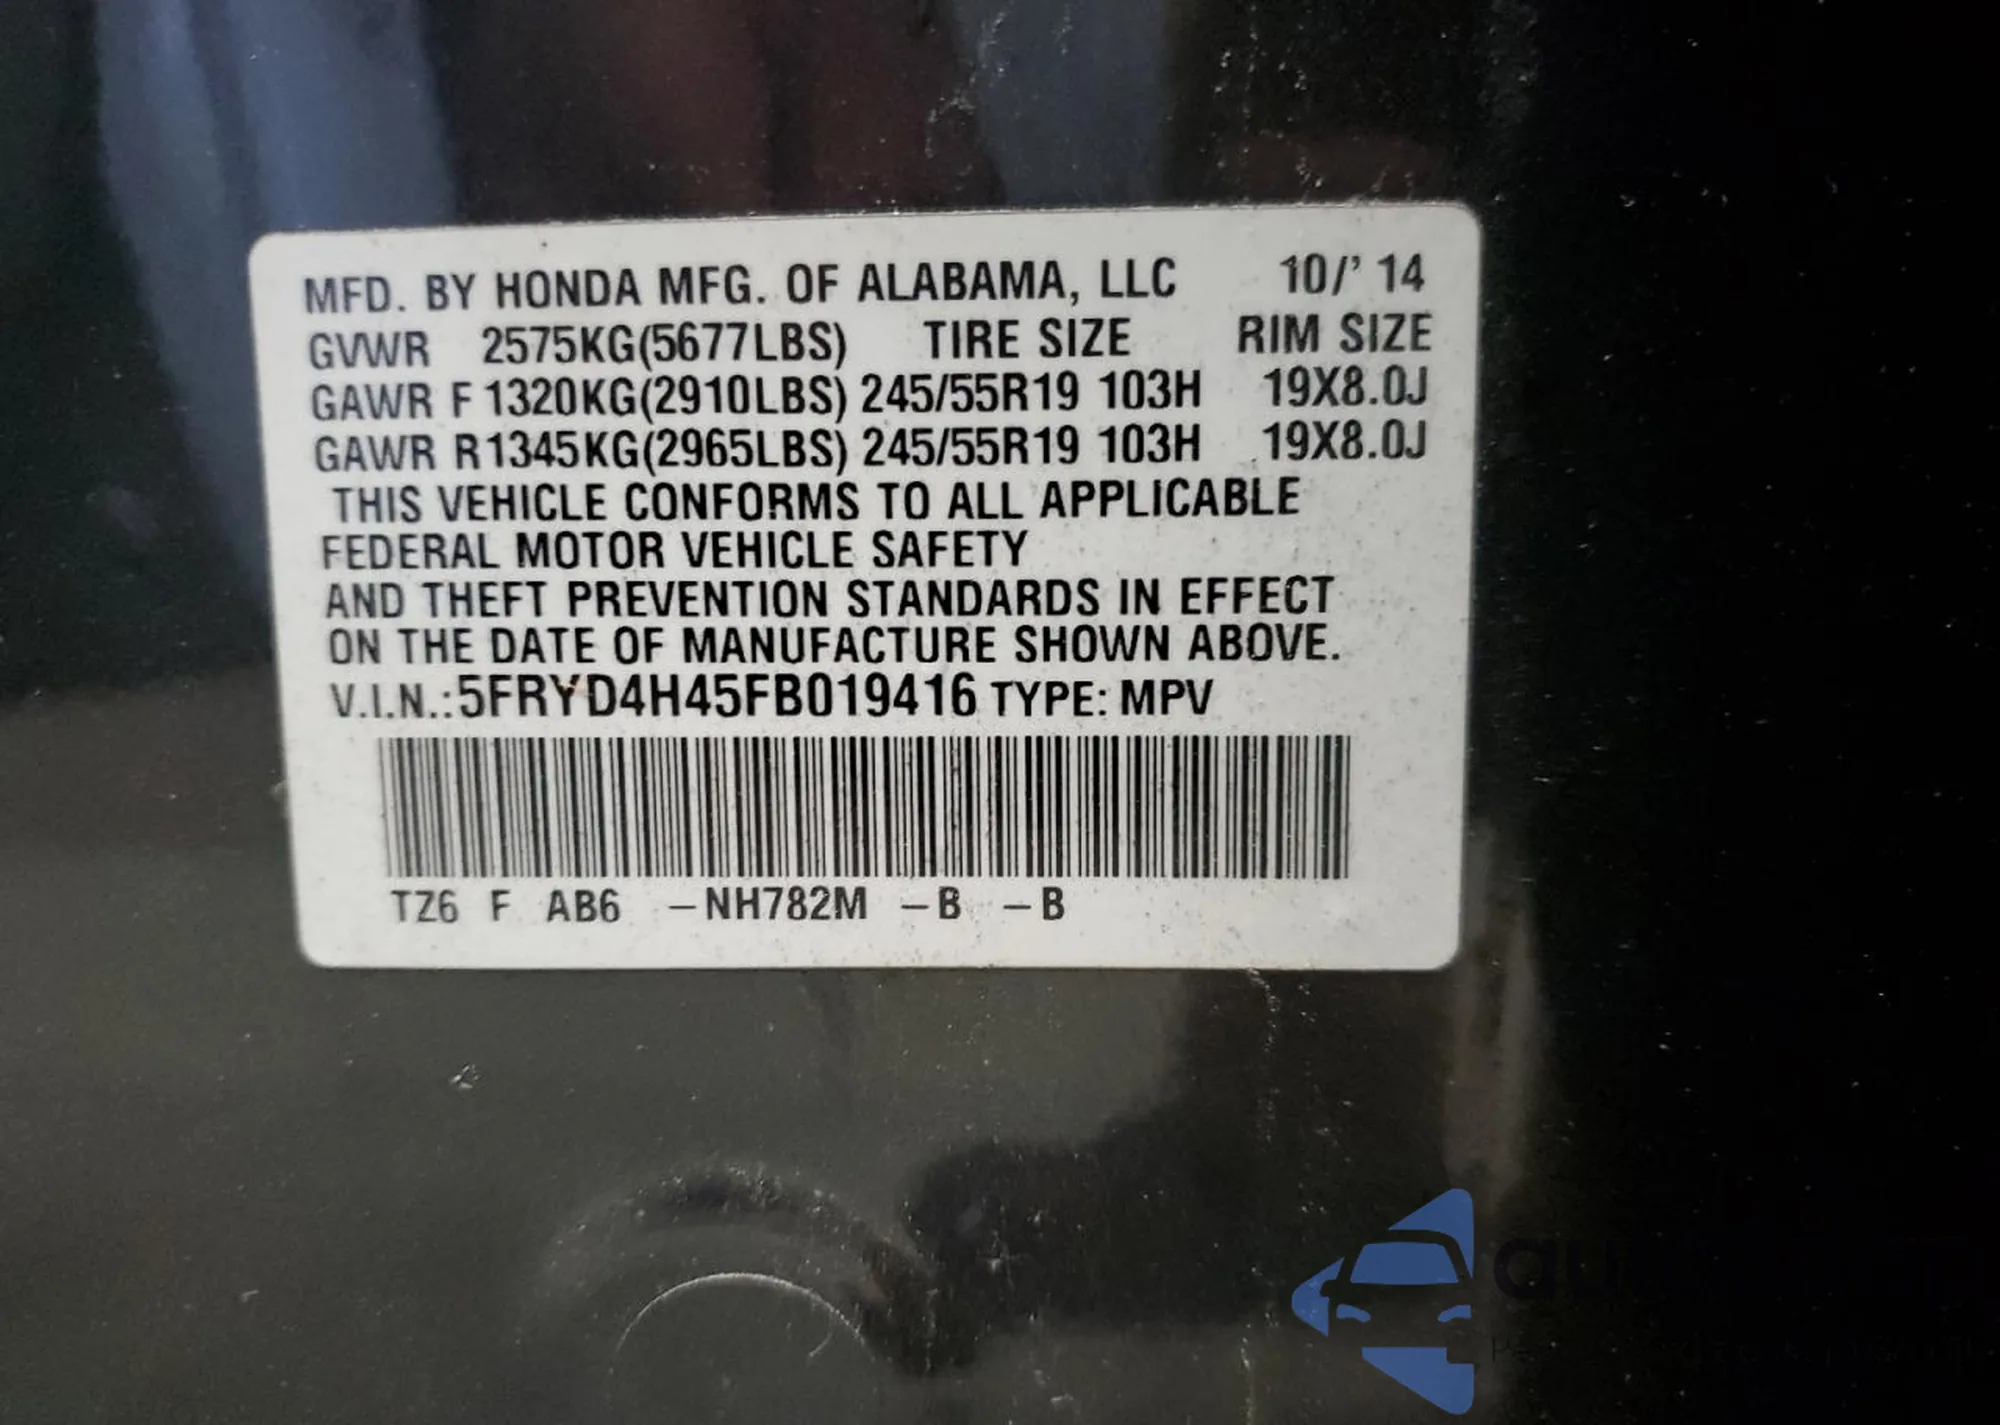 MFD. BY HONDA MFG. OF ALABAMA, LLC 10/' 14
GVWR 2575KG(5677LBS) TIRE SIZE RIM SIZE
GAWR F 1320KG(2910LBS) 245/55R19 103H 19X8.0J
GAWR R1345KG(2965LBS) 245/55R19 103H 19X8.0J
THIS VEHICLE CONFORMS TO ALL APPLICABLE
FEDERAL MOTOR VEHICLE SAFETY
AND THEFT PREVENTION STANDARDS IN EFFECT
ON THE DATE OF MANUFACTURE SHOWN ABOVE.
V.I.N.:5FRYD4H45FB019416 TYPE: MPV
TZ6 F AB6 –NH782M –B –B